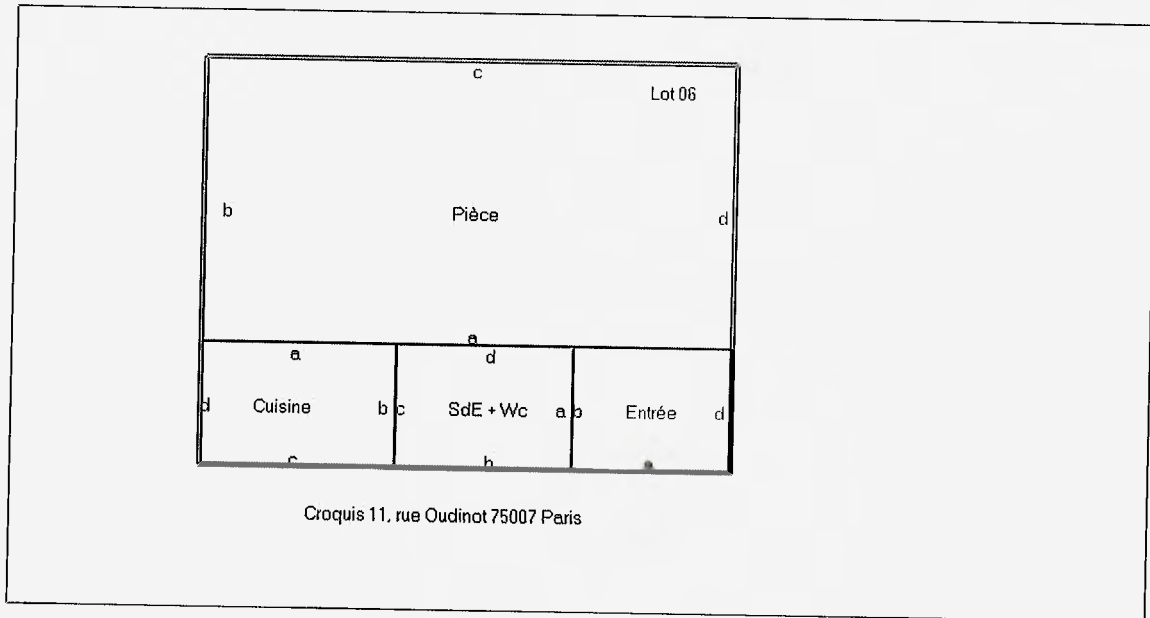 c
Lot 06
b
Pièce
d
a
a
d
d
Cuisine
b
c
SdE + Wc
a
b
Entrée
d
c
b
Croquis 11, rue Oudinot 75007 Paris